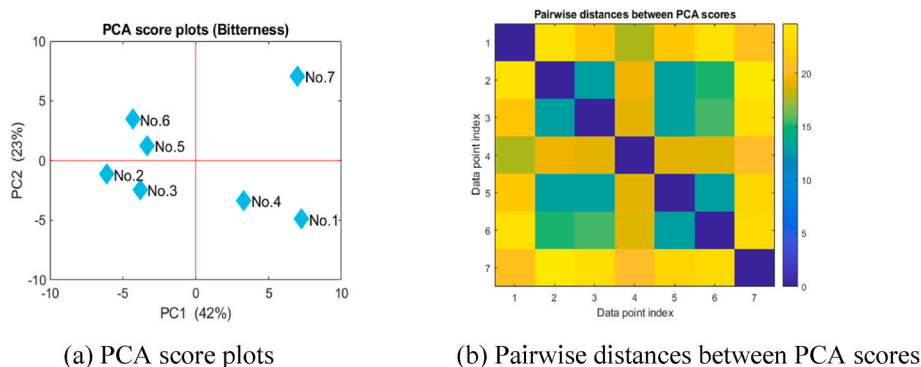 PCA score plots (Bitterness)
10
5
0
-5
-10
PC2 (23%)
No.7
No.6
No.5
No.2
No.3
No.4
No.1
-10
-5
0
5
10
PC1 (42%)
(a) PCA score plots
Pairwise distances between PCA scores
1
2
3
4
5
6
7
Data point index
1
2
3
4
5
6
7
Data point index
20
15
10
5
0
(b) Pairwise distances between PCA scores